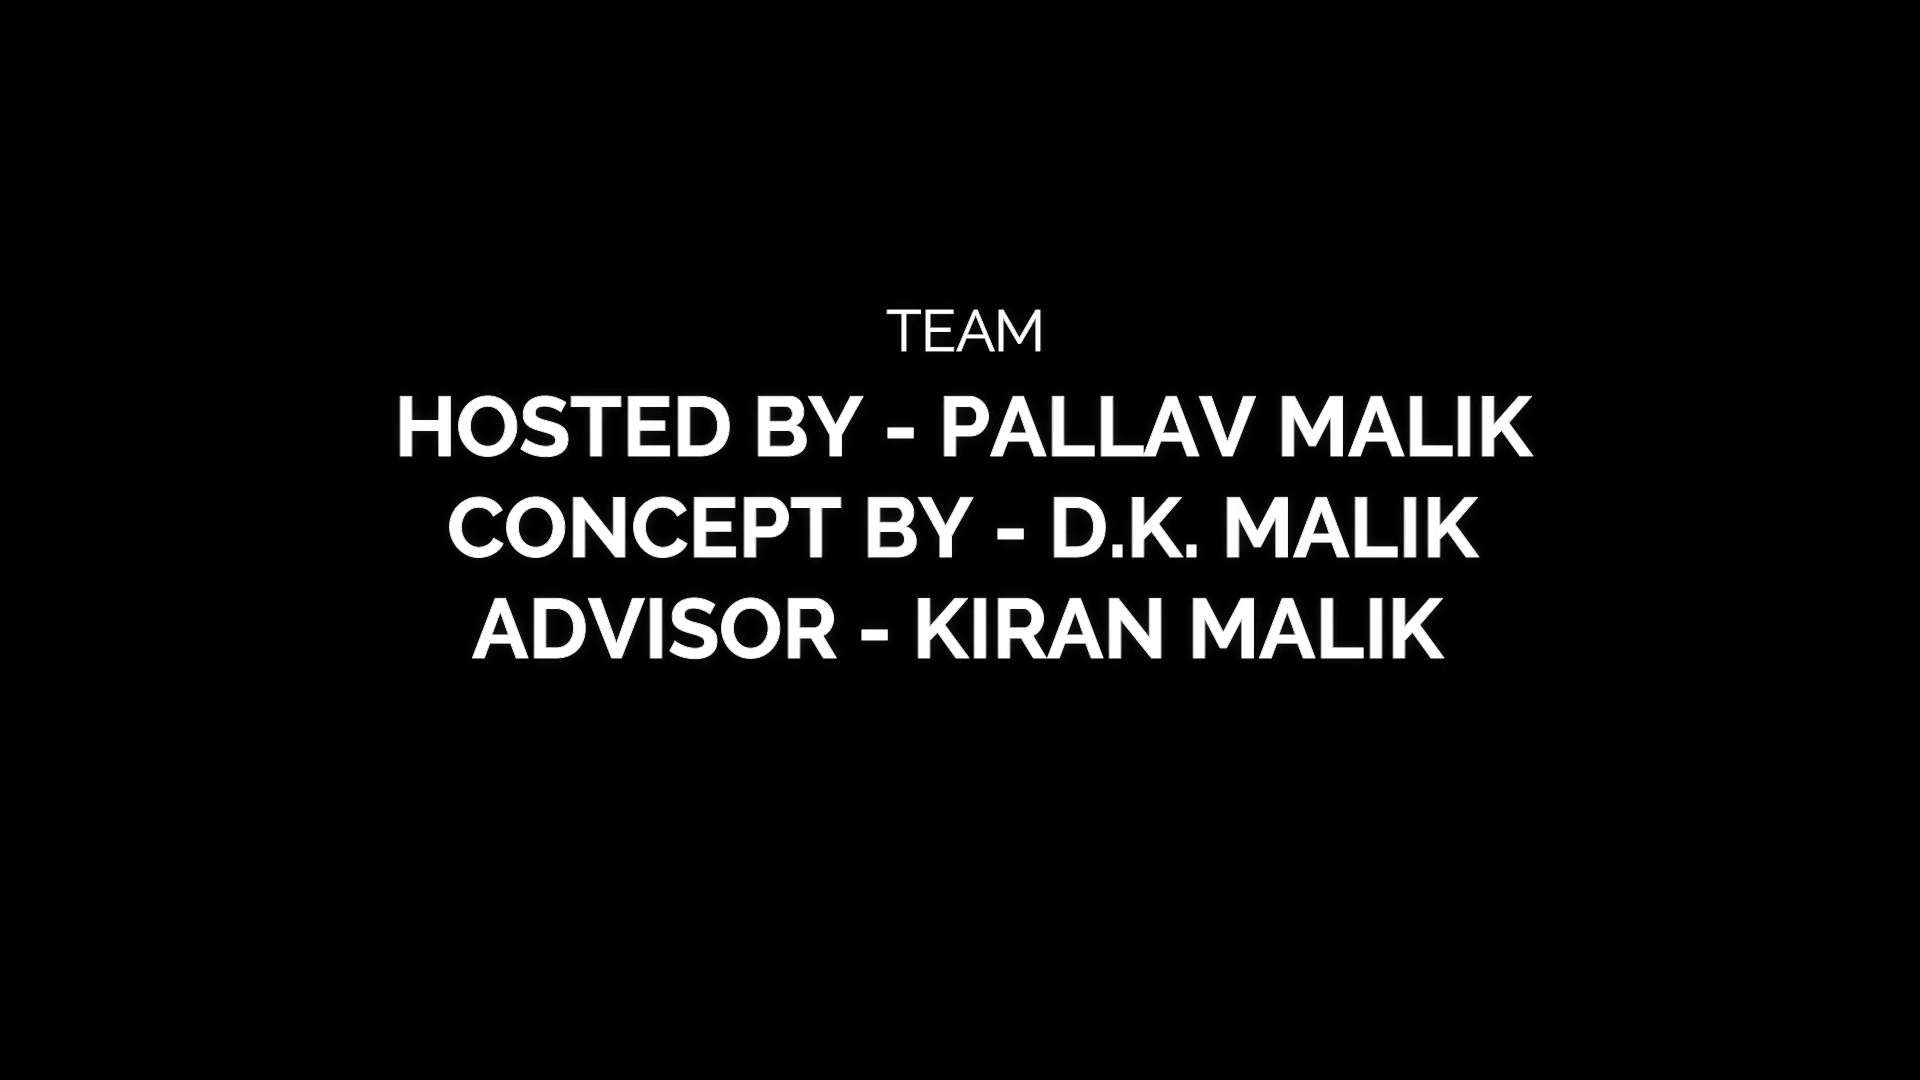 TEAM
HOSTED BY - PALLAV MALIK
CONCEPT BY - D.K. MALIK
ADVISOR - KIRAN MALIK